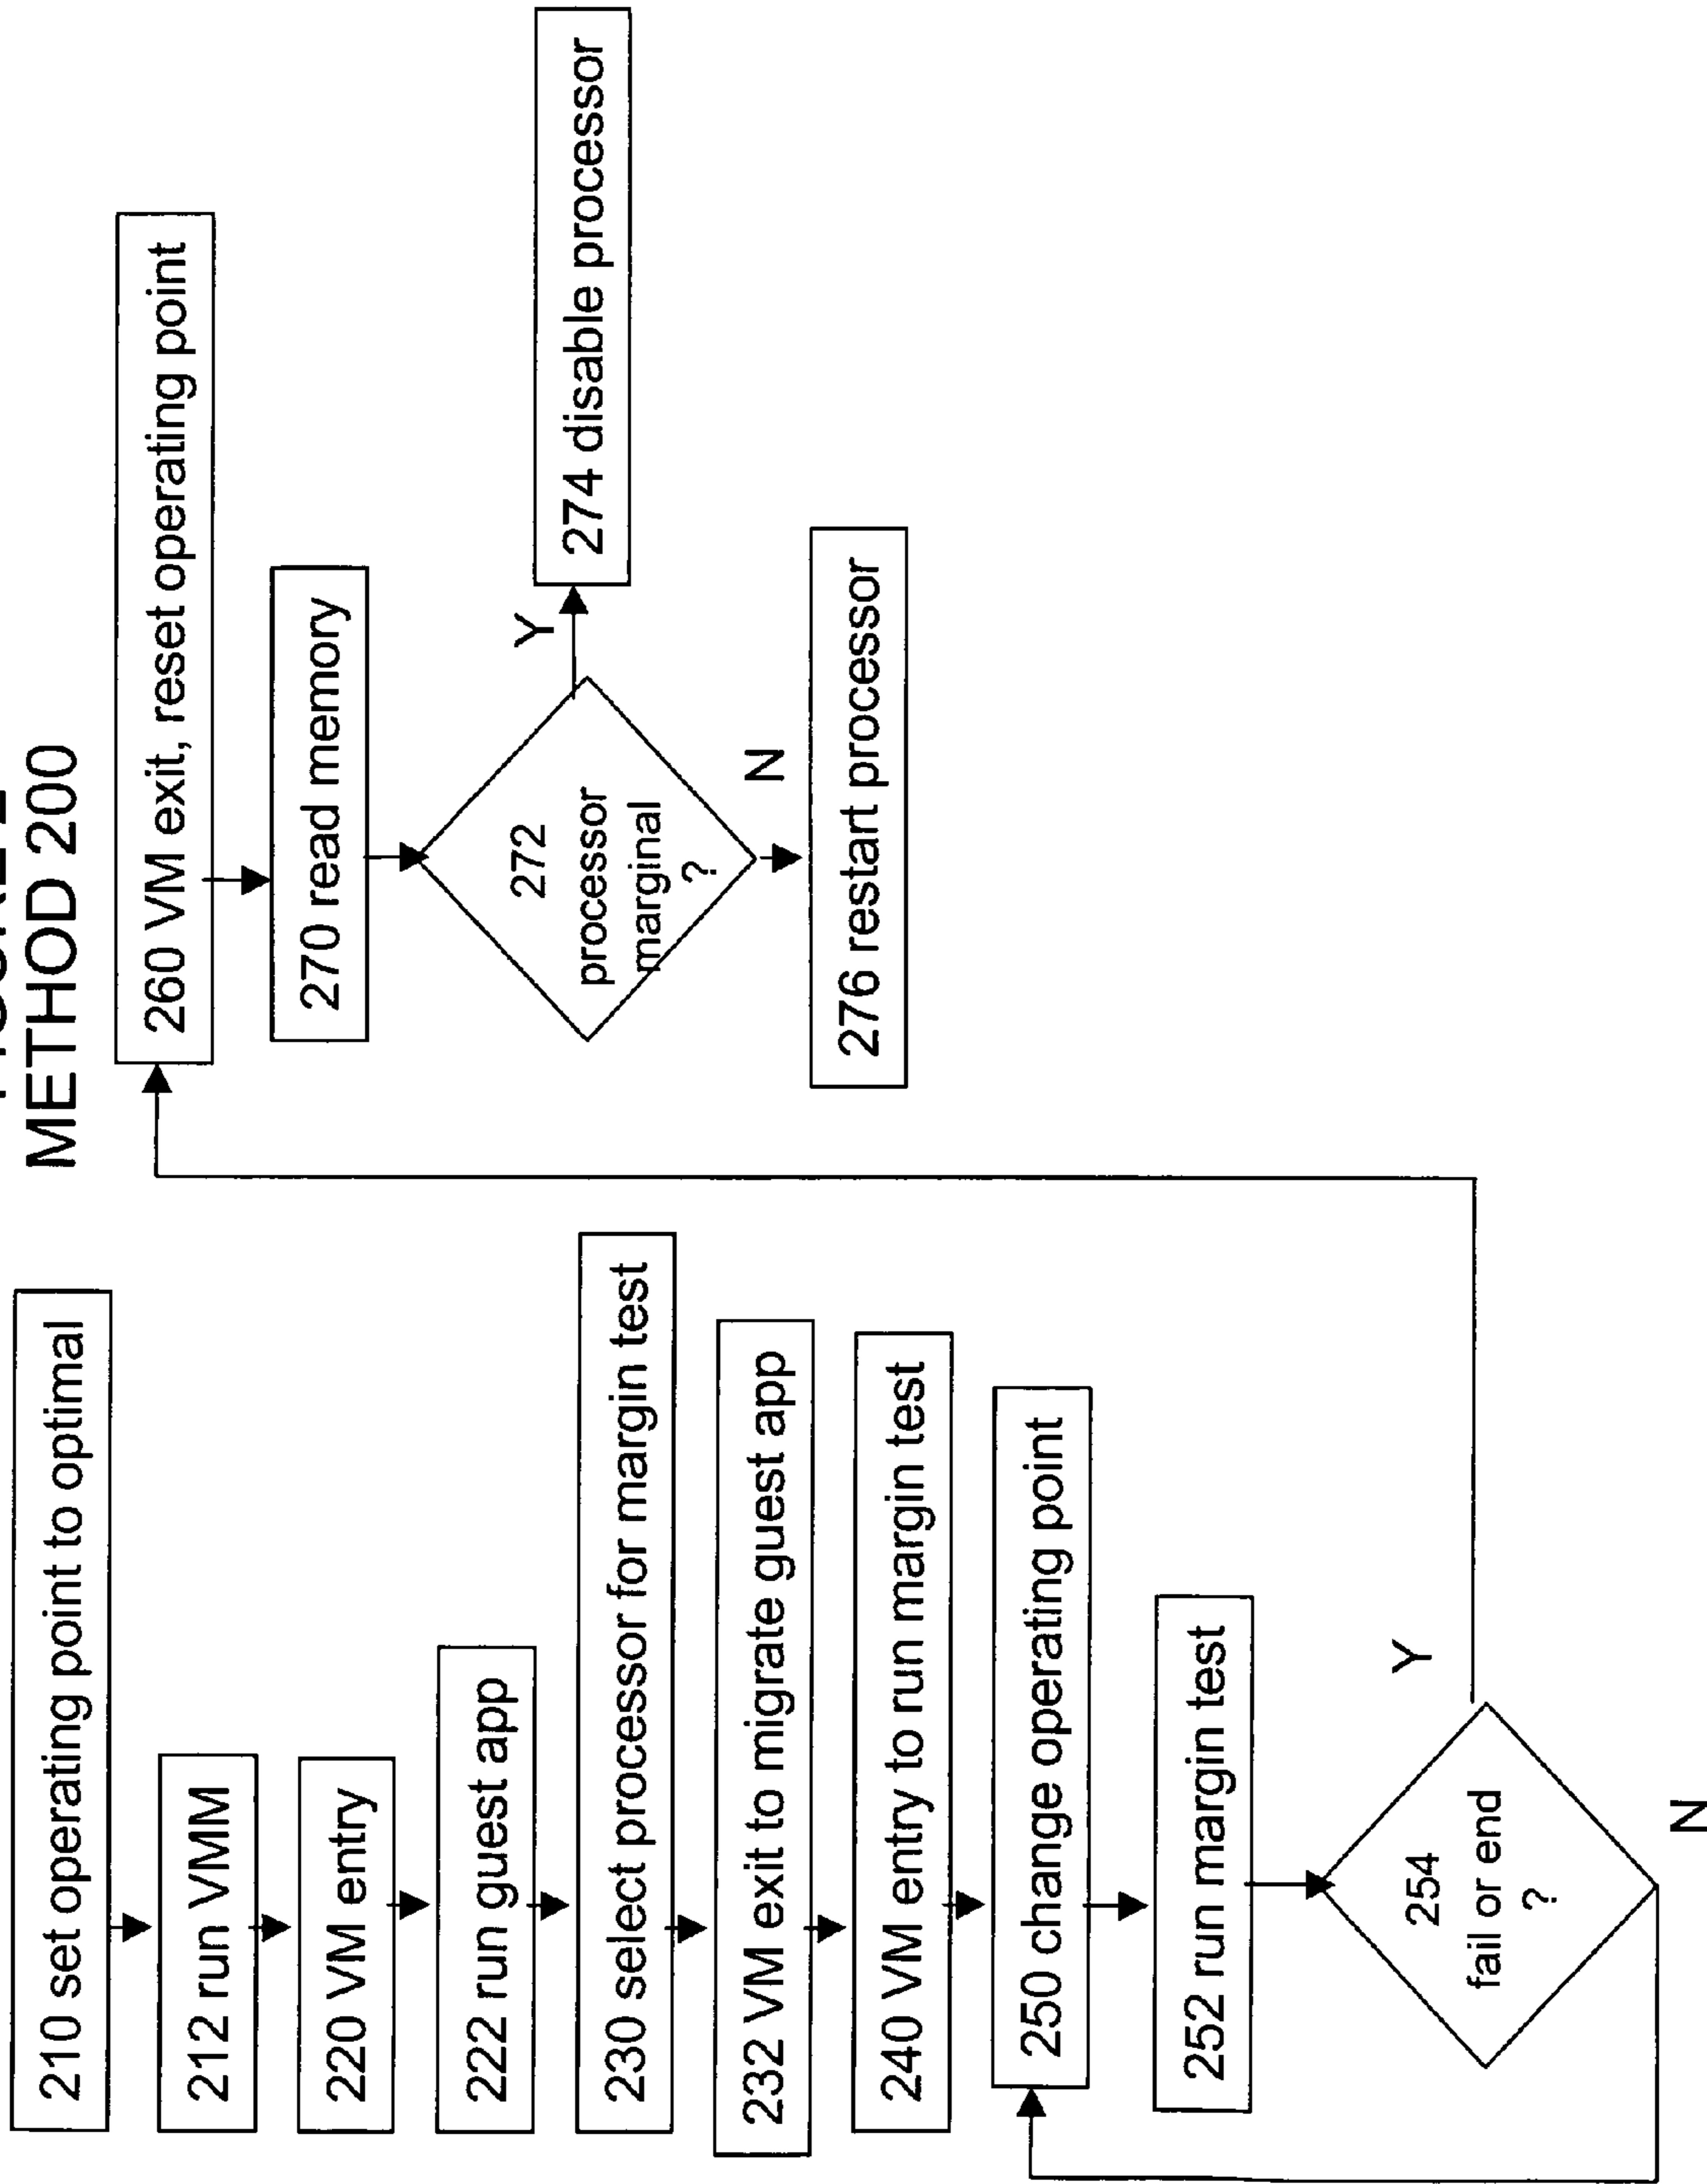 METHOD 200
210 set operating point to optimal
212 run VMM
220 VM entry
222 run guest app
230 select processor for margin test
232 VM exit to migrate guest app
240 VM entry to run margin test
250 change operating point
252 run margin test
254
fail or end
?
Y
N
260 VM exit, reset operating point
270 read memory
272
processor
marginal
?
Y
274 disable processor
N
276 restart processor